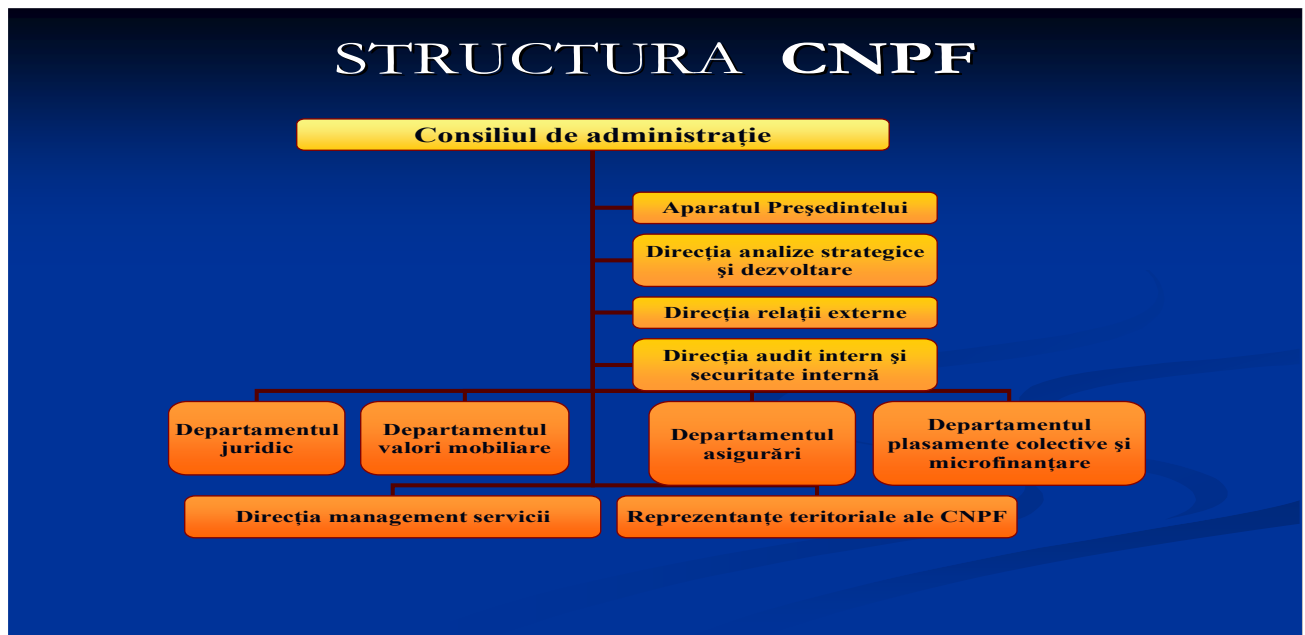 STRUCTURA CNPF
Consiliul de administrație
Aparatul Preşedintelui
Direcția analize strategice
şi dezvoltare
Direcția relații externe
Direcția audit intern şi
securitate internă
Departamentul
juridic
Departamentul
valori mobiliare
Departamentul
asigurări
Departamentul
plasamente colective şi
microfinanțare
Direcția management servicii
Reprezentanțe teritoriale ale CNPF